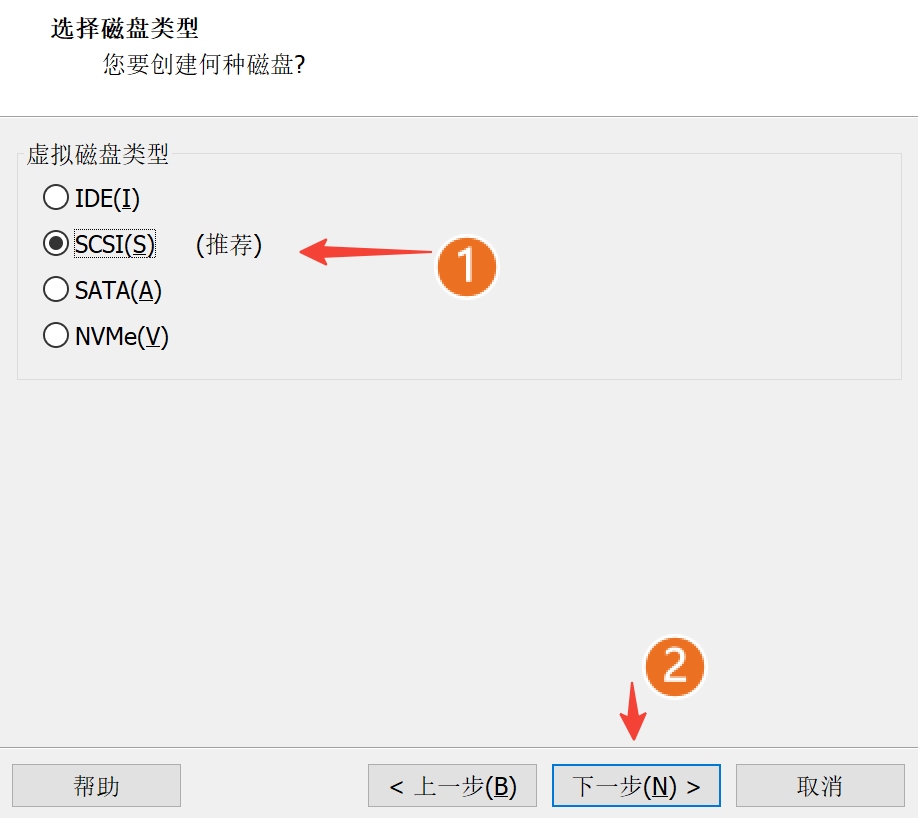 选择磁盘类型
您要创建何种磁盘?
虚拟磁盘类型
IDE(I)
SCSI(S) (推荐)
1
SATA(A)
NVMe(V)
2
帮助
< 上一步(B)
下一步(N) >
取消